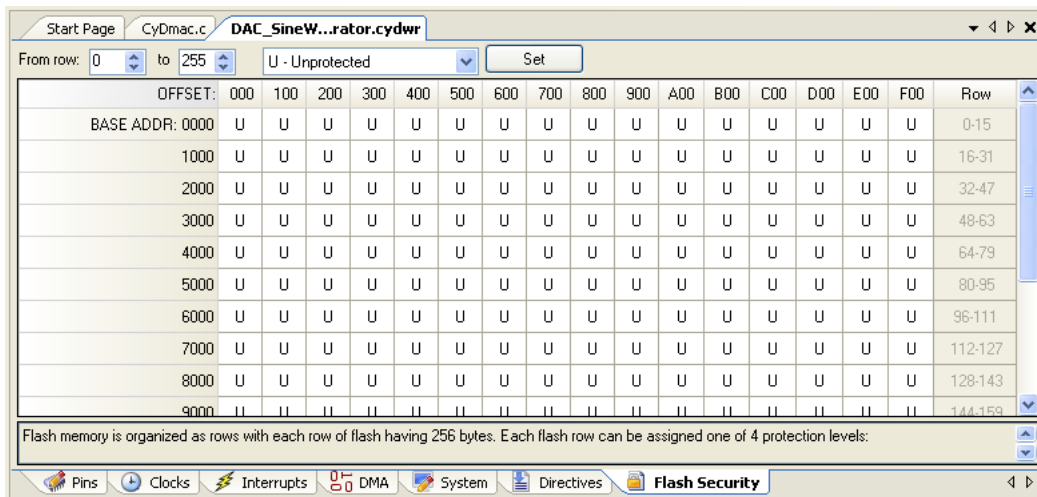 Start Page CyDmac.c DAC_SineW...rator.cydwr
From row: 0 to 255 U - Unprotected Set
OFFSET: 000 100 200 300 400 500 600 700 800 900 A00 B00 C00 D00 E00 F00 Row
BASE ADDR: 0000 U U U U U U U U U U U U U U U U 0-15
1000 U U U U U U U U U U U U U U U U 16-31
2000 U U U U U U U U U U U U U U U U 32-47
3000 U U U U U U U U U U U U U U U U 48-63
4000 U U U U U U U U U U U U U U U U 64-79
5000 U U U U U U U U U U U U U U U U 80-95
6000 U U U U U U U U U U U U U U U U 96-111
7000 U U U U U U U U U U U U U U U U 112-127
8000 U U U U U U U U U U U U U U U U 128-143
9000 U U U U U U U U U U U U U U U U 144-159
Flash memory is organized as rows with each row of flash having 256 bytes. Each flash row can be assigned one of 4 protection levels:
Pins Clocks Interrupts DMA System Directives Flash Security